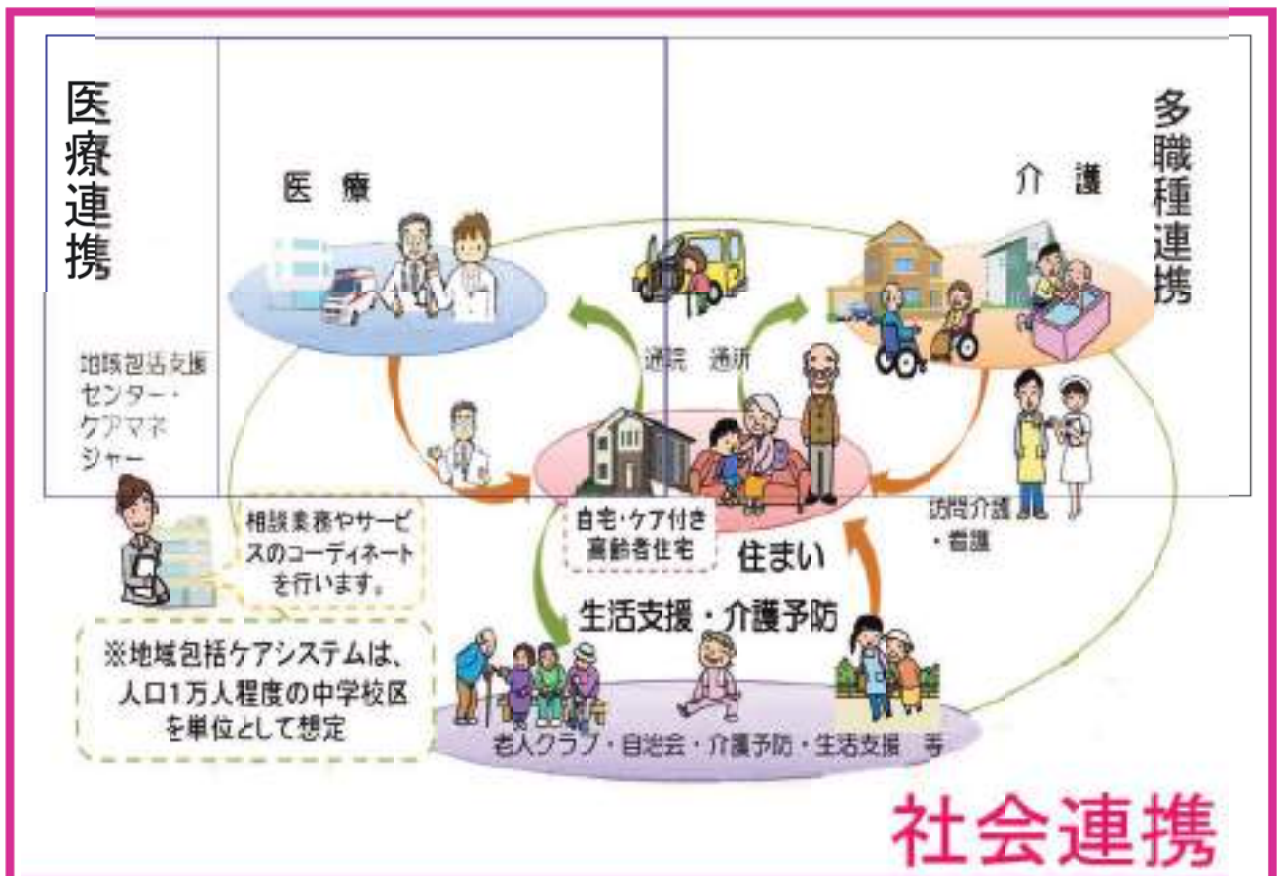 医療連携
多職種連携
医 療
介 護
通院 通所
地域包括支援
センター・
ケアマネ
ジャー
相談業務やサービ
スのコーディネート
を行います。
自宅・ケア付き
高齢者住宅
住まい
訪問介護
・看護
生活支援・介護予防
※地域包括ケアシステムは、
人口1万人程度の中学校区
を単位として想定
老人クラブ・自治会・介護予防・生活支援 等
社会連携